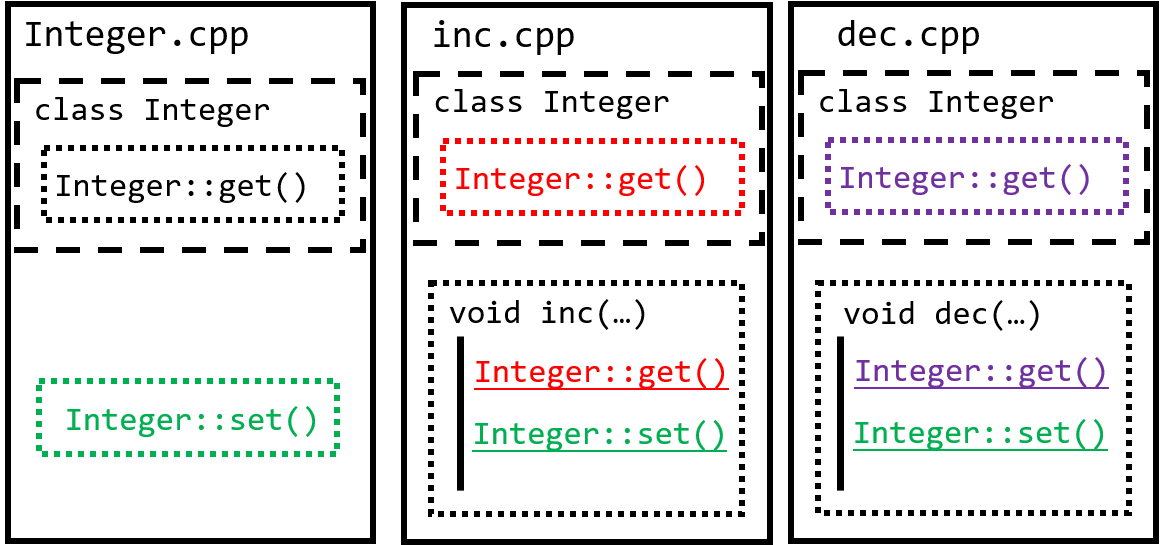 Integer.cpp
class Integer
Integer::get()
Integer::set()
inc.cpp
class Integer
Integer::get()
void inc(…)
Integer::get()
Integer::set()
dec.cpp
class Integer
Integer::get()
void dec(…)
Integer::get()
Integer::set()